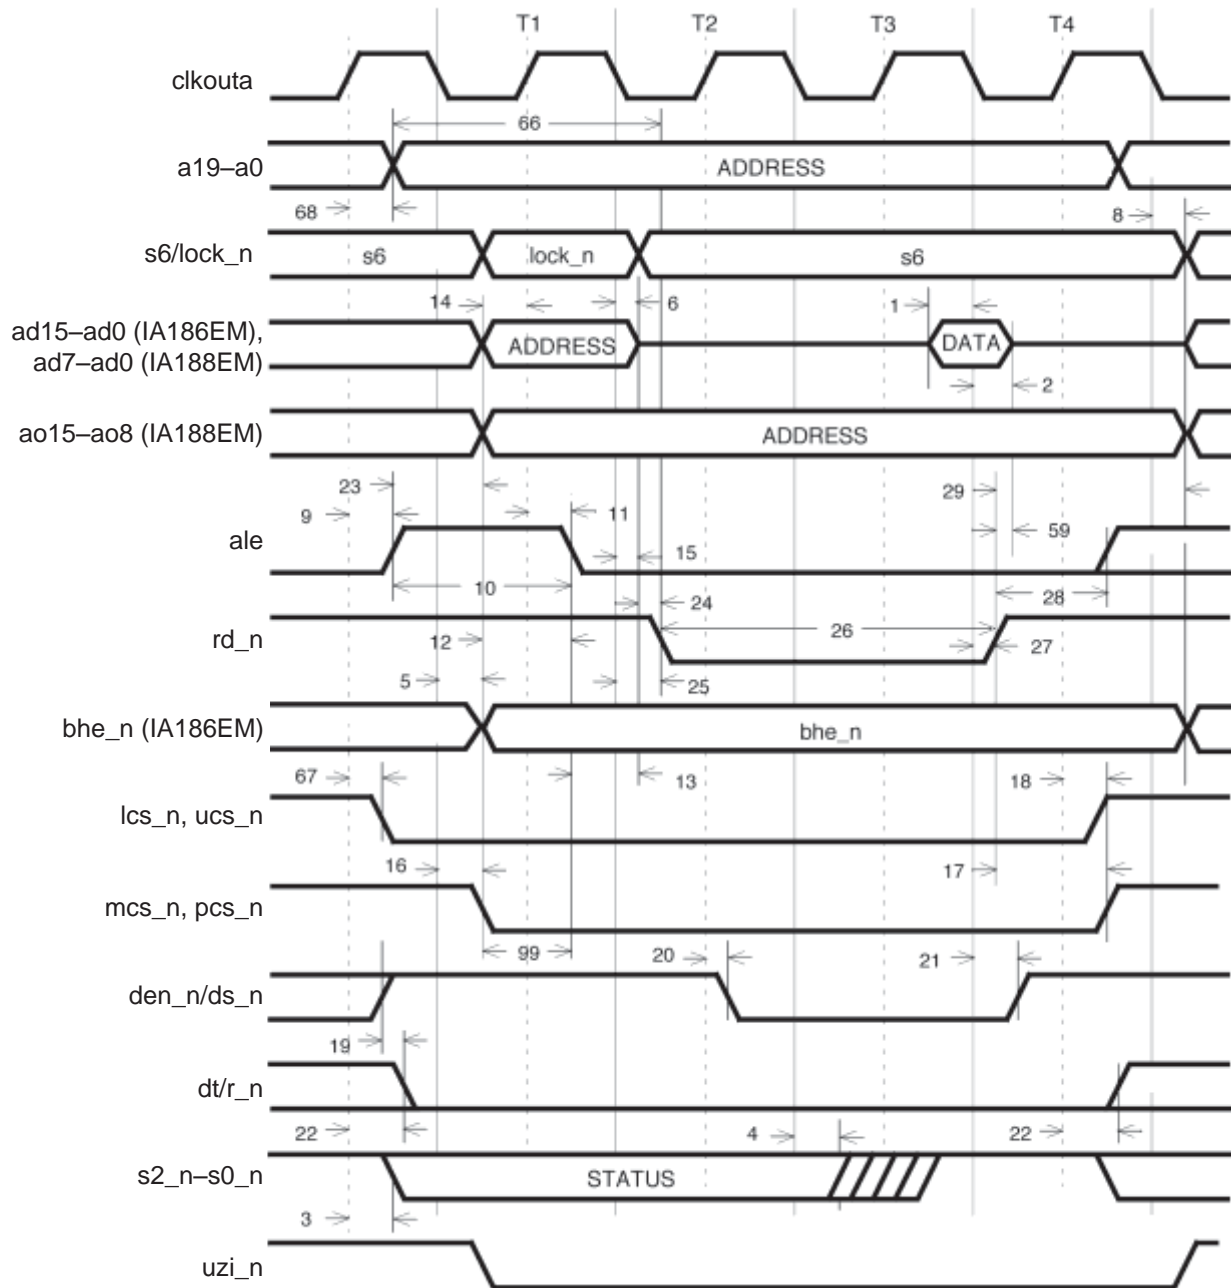 T1 T2 T3 T4
clkouta
66
a19–a0 ADDRESS
68 8
s6/lock_n s6 lock_n s6
14 6 1
ad15–ad0 (IA186EM),
ad7–ad0 (IA188EM)
ADDRESS DATA
2
ao15–ao8 (IA188EM) ADDRESS
23 29
9 11 59
ale
15
10 28
24
rd_n 12 26 27
5 25
bhe_n (IA186EM) bhe_n
67 13 18
lcs_n, ucs_n
16 17
mcs_n, pcs_n
99 20 21
den_n/ds_n
19
dt/r_n
22 4 22
s2_n–s0_n STATUS
3
uzi_n